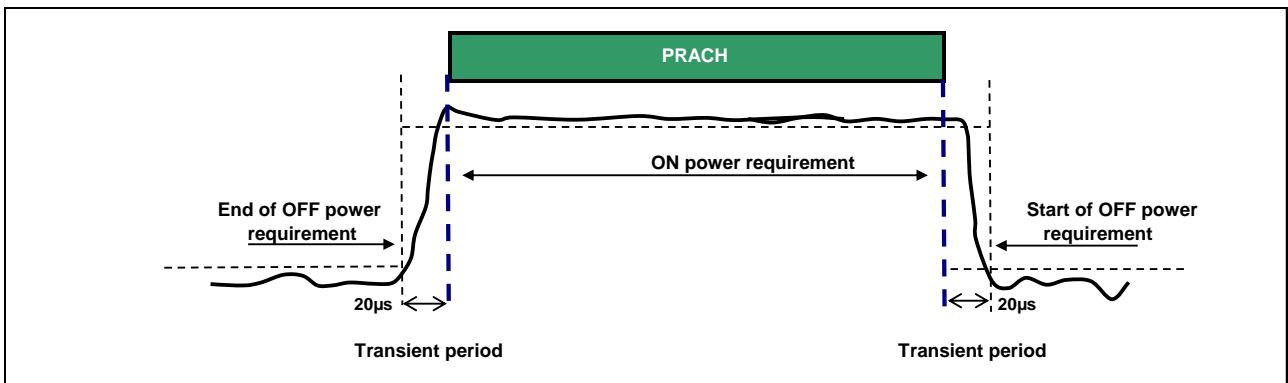 PRACH
ON power requirement
End of OFF power
requirement
Start of OFF power
requirement
20µs
20µs
Transient period
Transient period